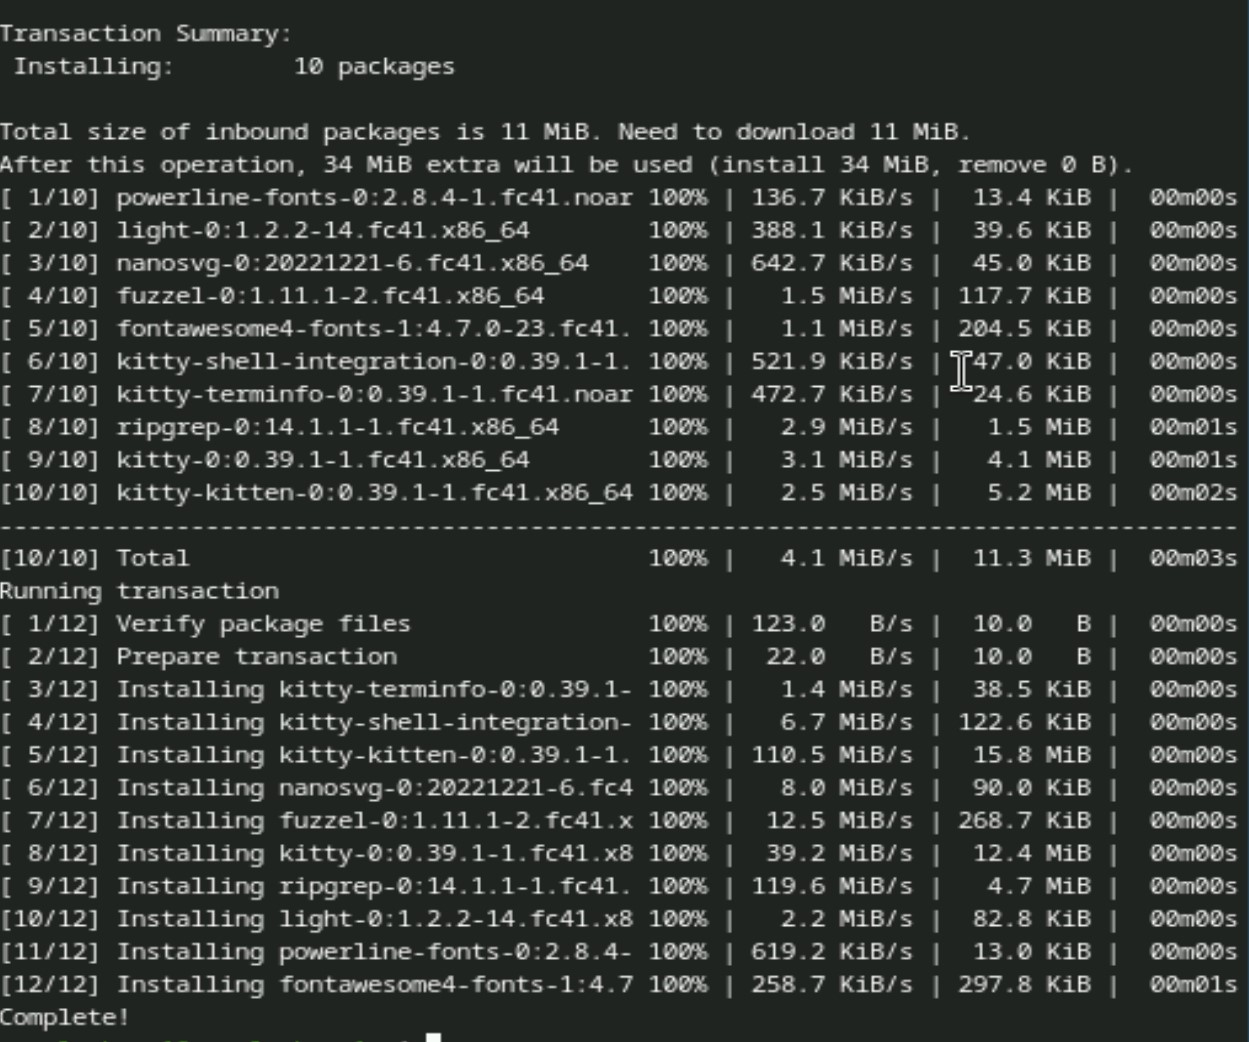 Transaction Summary:
 Installing:        10 packages

Total size of inbound packages is 11 MiB. Need to download 11 MiB.
After this operation, 34 MiB extra will be used (install 34 MiB, remove 0 B).
[ 1/10] powerline-fonts-0:2.8.4-1.fc41.noar 100% | 136.7 KiB/s |  13.4 KiB |  00m00s
[ 2/10] light-0:1.2.2-14.fc41.x86_64        100% | 388.1 KiB/s |  39.6 KiB |  00m00s
[ 3/10] nanosvg-0:20221221-6.fc41.x86_64    100% | 642.7 KiB/s |  45.0 KiB |  00m00s
[ 4/10] fuzzel-0:1.11.1-2.fc41.x86_64       100% |   1.5 MiB/s | 117.7 KiB |  00m00s
[ 5/10] fontawesome4-fonts-1:4.7.0-23.fc41. 100% |   1.1 MiB/s | 204.5 KiB |  00m00s
[ 6/10] kitty-shell-integration-0:0.39.1-1. 100% | 521.9 KiB/s |  47.0 KiB |  00m00s
[ 7/10] kitty-terminfo-0:0.39.1-1.fc41.noar 100% | 472.7 KiB/s |  24.6 KiB |  00m00s
[ 8/10] ripgrep-0:14.1.1-1.fc41.x86_64      100% |   2.9 MiB/s |   1.5 MiB |  00m01s
[ 9/10] kitty-0:0.39.1-1.fc41.x86_64        100% |   3.1 MiB/s |   4.1 MiB |  00m01s
[10/10] kitty-kitten-0:0.39.1-1.fc41.x86_64 100% |   2.5 MiB/s |   5.2 MiB |  00m02s
-------------------------------------------------------------------------------------
[10/10] Total                               100% |   4.1 MiB/s |  11.3 MiB |  00m03s
Running transaction
[ 1/12] Verify package files                100% | 123.0   B/s |  10.0   B |  00m00s
[ 2/12] Prepare transaction                 100% |  22.0   B/s |  10.0   B |  00m00s
[ 3/12] Installing kitty-terminfo-0:0.39.1- 100% |   1.4 MiB/s |  38.5 KiB |  00m00s
[ 4/12] Installing kitty-shell-integration- 100% |   6.7 MiB/s | 122.6 KiB |  00m00s
[ 5/12] Installing kitty-kitten-0:0.39.1-1. 100% | 110.5 MiB/s |  15.8 MiB |  00m00s
[ 6/12] Installing nanosvg-0:20221221-6.fc4 100% |   8.0 MiB/s |  90.0 KiB |  00m00s
[ 7/12] Installing fuzzel-0:1.11.1-2.fc41.x 100% |  12.5 MiB/s | 268.7 KiB |  00m00s
[ 8/12] Installing kitty-0:0.39.1-1.fc41.x8 100% |  39.2 MiB/s |  12.4 MiB |  00m00s
[ 9/12] Installing ripgrep-0:14.1.1-1.fc41. 100% | 119.6 MiB/s |   4.7 MiB |  00m00s
[10/12] Installing light-0:1.2.2-14.fc41.x8 100% |   2.2 MiB/s |  82.8 KiB |  00m00s
[11/12] Installing powerline-fonts-0:2.8.4- 100% | 619.2 KiB/s |  13.0 KiB |  00m00s
[12/12] Installing fontawesome4-fonts-1:4.7 100% | 258.7 KiB/s | 297.8 KiB |  00m01s
Complete!